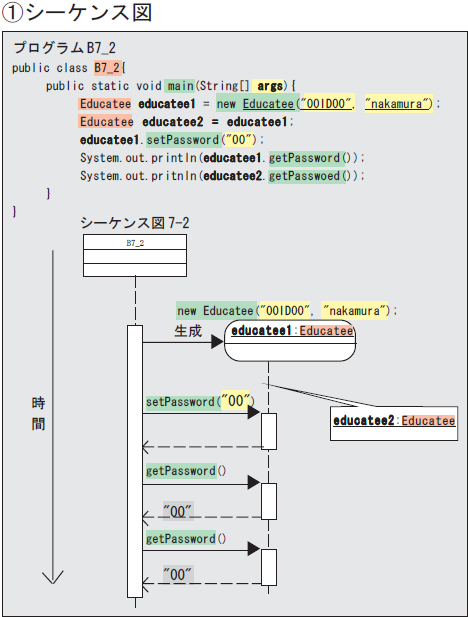 ①シーケンス図
プログラムB7_2
public class B7_2{
public static void main(String[] args){
Educatee educatee1 = new Educatee("00ID00", "nakamura");
Educatee educatee2 = educatee1;
educatee1.setPassword("00");
System.out.println(educatee1.getPassword());
System.out.pritnln(educatee2.getPasswoed());
}
}
シーケンス図7-2
B7_2
new Educatee("00ID00", "nakamura");
生成
educatee1:Educatee
時間
setPassword("00")
educatee2:Educatee
getPassword()
"00"
getPassword()
"00"